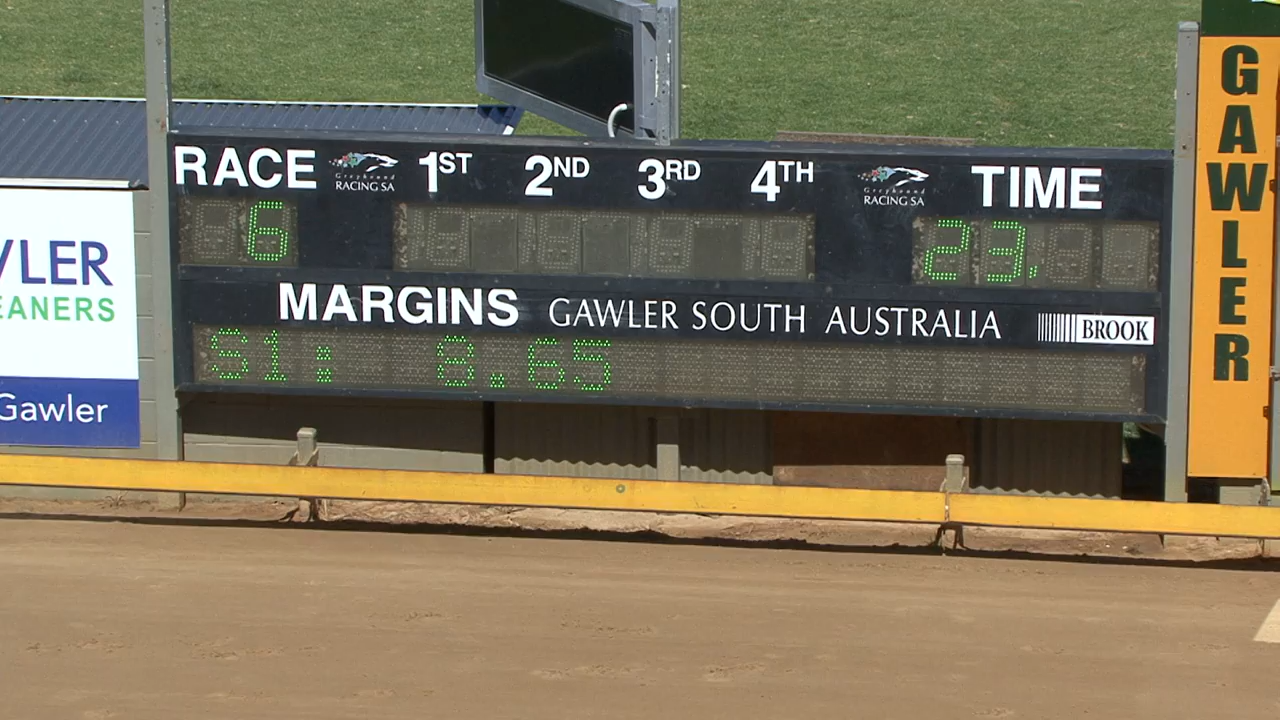 RACE
Greyhound
RACING SA
1ST 2ND 3RD 4TH
Greyhound
RACING SA
TIME
6
23.
MARGINS GAWLER SOUTH AUSTRALIA BROOK
S1: 8.65
GAWLER
WLER
EANERS
Gawler